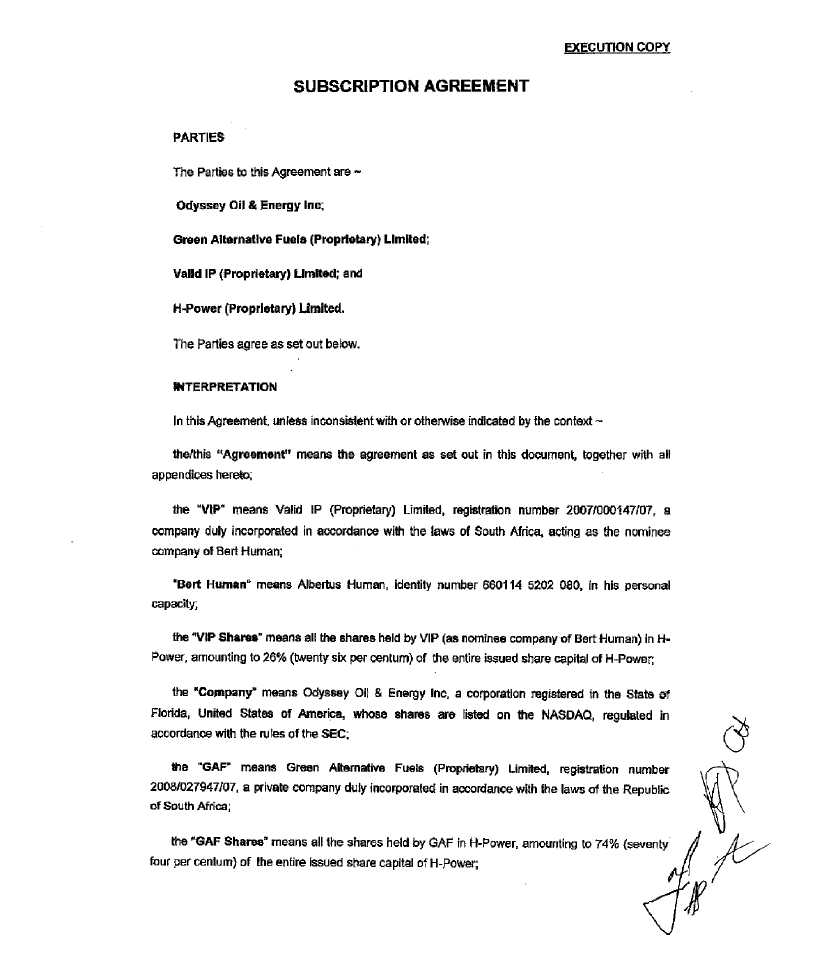 EXECUTION COPY
SUBSCRIPTION AGREEMENT
PARTIES
The Parties to this Agreement are ~
Odyssey Oil & Energy Inc;
Green Alternative Fuels (Proprietary) Limited;
Valid IP (Proprietary) Limited; and
H-Power (Proprietary) Limited.
The Parties agree as set out below.
INTERPRETATION
In this Agreement, unless inconsistent with or otherwise indicated by the context ~
the/this "Agreement" means the agreement as set out in this document, together with all
appendices hereto;
the "VIP" means Valid IP (Proprietary) Limited, registration number 2007/000147/07, a
company duly incorporated in accordance with the laws of South Africa, acting as the nominee
company of Bert Human;
"Bert Human" means Albertus Human, identity number 660114 5202 080, in his personal
capacity;
the "VIP Shares" means all the shares held by VIP (as nominee company of Bert Human) in H-
Power, amounting to 26% (twenty six per centum) of the entire issued share capital of H-Power;
the "Company" means Odyssey Oil & Energy Inc, a corporation registered in the State of
Florida, United States of America, whose shares are listed on the NASDAQ, regulated in
accordance with the rules of the SEC;
the "GAF" means Green Alternative Fuels (Proprietary) Limited, registration number
2008/027947/07, a private company duly incorporated in accordance with the laws of the Republic
of South Africa;
the "GAF Shares" means all the shares held by GAF in H-Power, amounting to 74% (seventy
four per centum) of the entire issued share capital of H-Power;